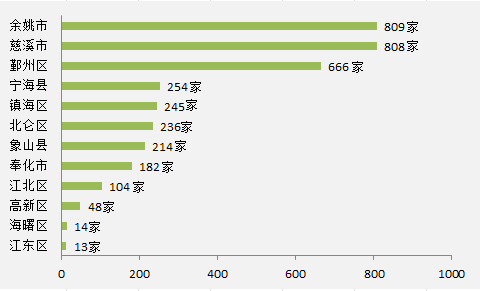 余姚市 809家
慈溪市 808家
鄞州区 666家
宁海县 254家
镇海区 245家
北仑区 236家
象山县 214家
奉化市 182家
江北区 104家
高新区 48家
海曙区 14家
江东区 13家
0 200 400 600 800 1000